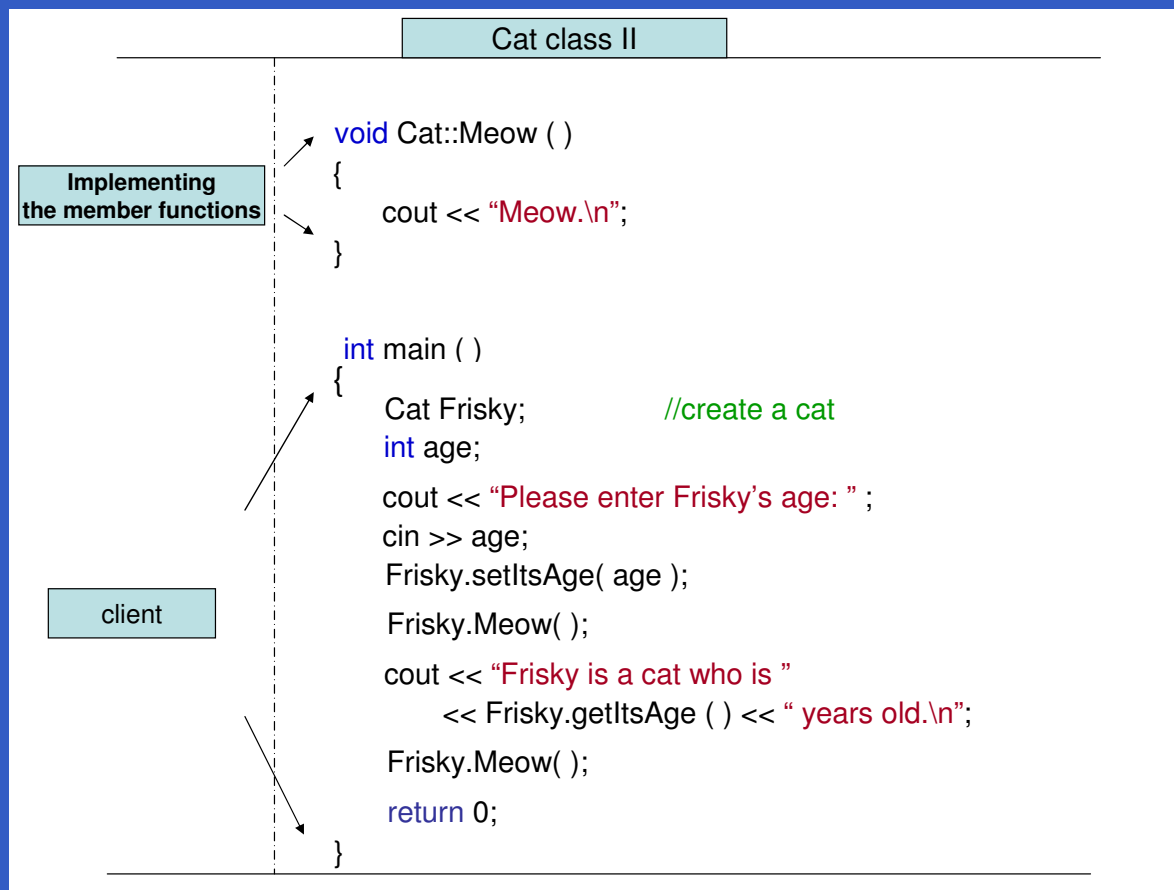 Cat class II
Implementing
the member functions
void Cat::Meow ( )
{
cout << “Meow.\n”;
}
client
int main ( )
{
Cat Frisky; //create a cat
int age;
cout << “Please enter Frisky’s age: ” ;
cin >> age;
Frisky.setItsAge( age );
Frisky.Meow( );
cout << “Frisky is a cat who is ”
<< Frisky.getItsAge ( ) << “ years old.\n”;
Frisky.Meow( );
return 0;
}